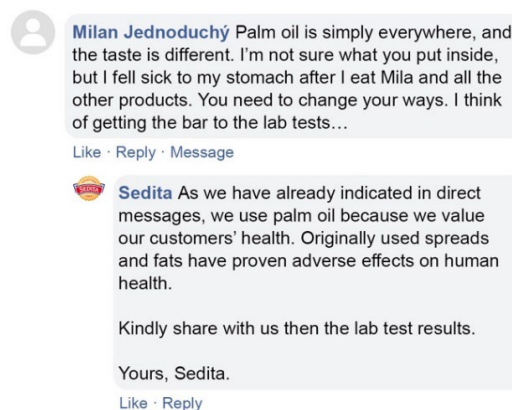 Milan Jednoduchý Palm oil is simply everywhere, and
the taste is different. I'm not sure what you put inside,
but I fell sick to my stomach after I eat Mila and all the
other products. You need to change your ways. I think
of getting the bar to the lab tests…
Like · Reply · Message
SEDITA
Sedita As we have already indicated in direct
messages, we use palm oil because we value
our customers' health. Originally used spreads
and fats have proven adverse effects on human
health.
Kindly share with us then the lab test results.
Yours, Sedita.
Like · Reply